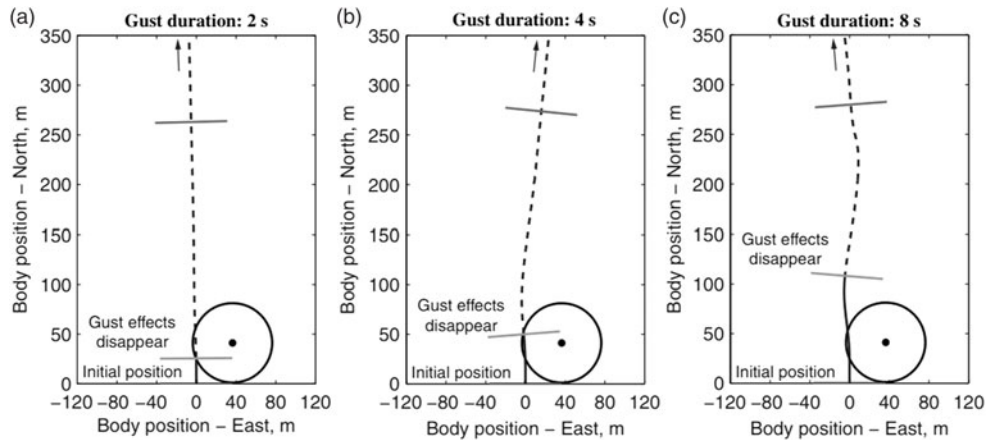 (a)
Gust duration: 2 s
350
300
250
200
150
100
50
0
Body position – North, m
Gust effects
disappear
Initial position
−120 −80 −40 0 40 80 120
Body position – East, m
(b)
Gust duration: 4 s
350
300
250
200
150
100
50
0
Body position – North, m
Gust effects
disappear
Initial position
−120 −80 −40 0 40 80 120
Body position – East, m
(c)
Gust duration: 8 s
350
300
250
200
150
100
50
0
Body position – North, m
Gust effects
disappear
Initial position
−120 −80 −40 0 40 80 120
Body position – East, m